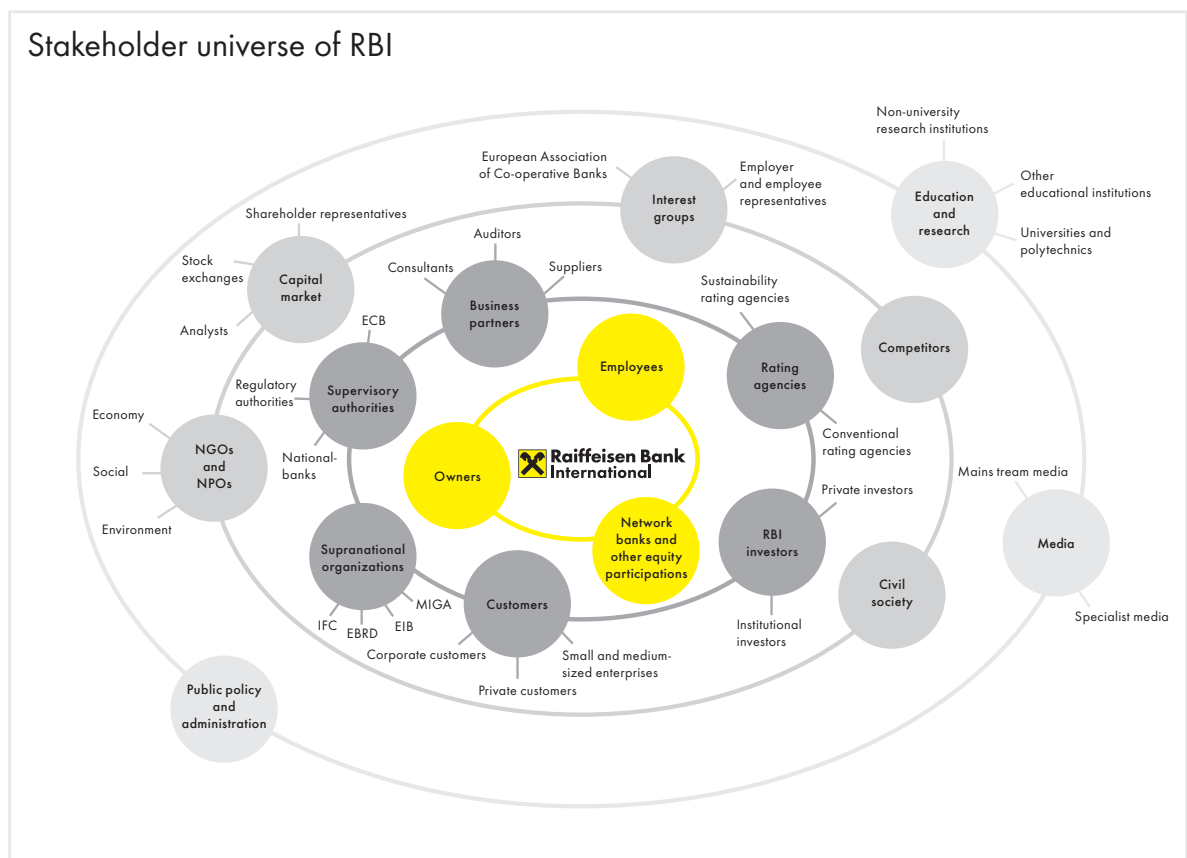 Stakeholder universe of RBI
Non-university
research institutions
Other
educational institutions
Education
and
research
Universities and
polytechnics
European Association
of Co-operative Banks
Interest
groups
Employer
and employee
representatives
Shareholder representatives
Stock
exchanges
Capital
market
Analysts
Auditors
Consultants
Suppliers
Business
partners
Sustainability
rating agencies
Rating
agencies
Conventional
rating agencies
Competitors
ECB
Regulatory
authorities
Supervisory
authorities
National-
banks
Employees
Economy
Social
Environment
NGOs
and
NPOs
Owners
Raiffeisen Bank
International
Network
banks and
other equity
participations
Private investors
RBI
investors
Institutional
investors
Mains tream media
Media
Specialist media
Supranational
organizations
IFC
EBRD
EIB
MIGA
Customers
Corporate customers
Private customers
Small and medium-
sized enterprises
Civil
society
Public policy
and
administration